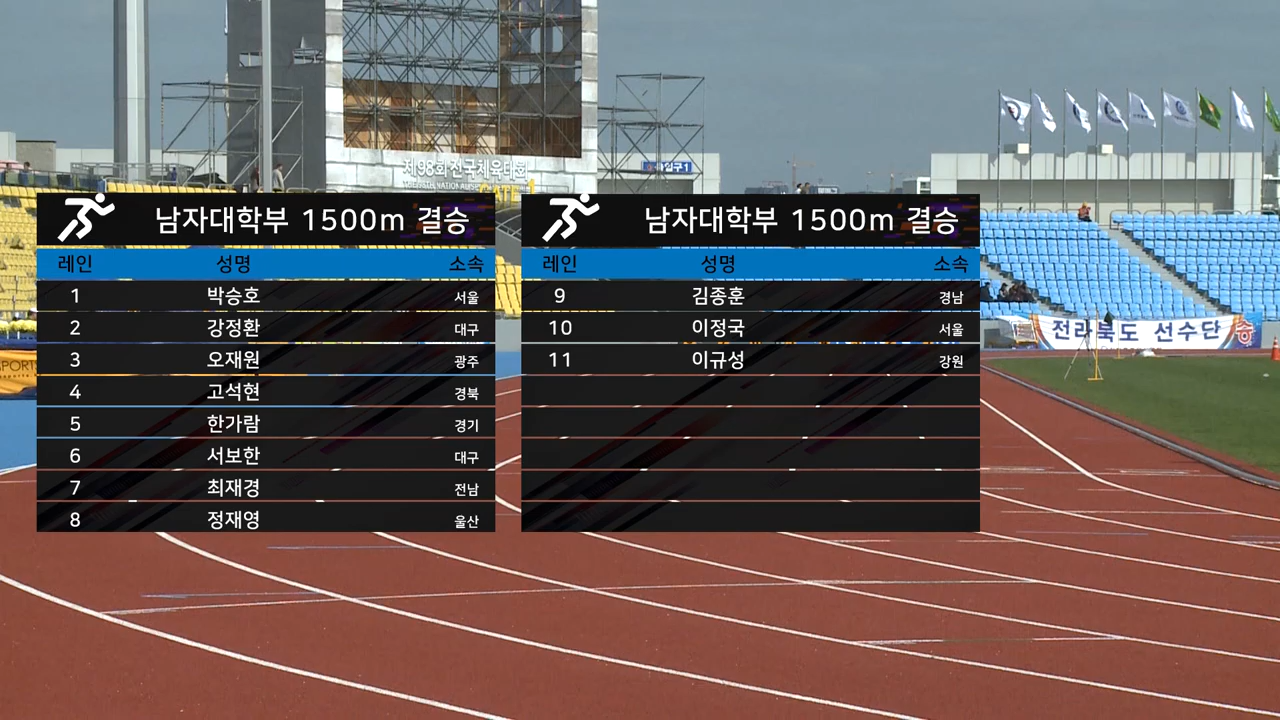 제98회 전국체육대회
남자대학부 1500m 결승
레인 성명 소속
1 박승호 서울
2 강정환 대구
3 오재원 광주
4 고석현 경북
5 한가람 경기
6 서보한 대구
7 최재경 전남
8 정재영 울산
남자대학부 1500m 결승
레인 성명 소속
9 김종훈 경남
10 이정국 서울
11 이규성 강원
전라북도 선수단
SPORTS